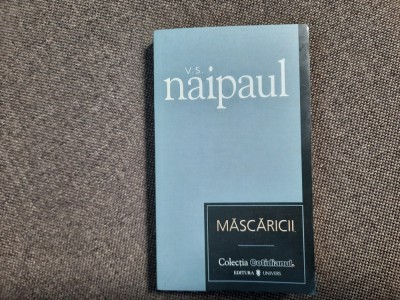 V.S.
naipaul
MĂSCĂRICII
Colecția Cotidianul.
EDITURA UNIVERS